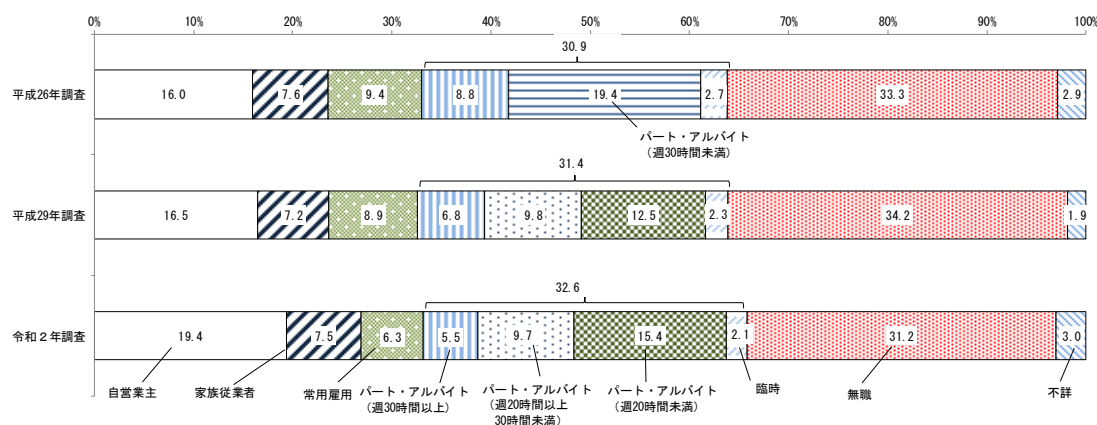 0% 10% 20% 30% 40% 50% 60% 70% 80% 90% 100%
30.9
平成26年調査 16.0 7.6 9.4 8.8 19.4 2.7 33.3 2.9
パート・アルバイト
（週30時間未満）
31.4
平成29年調査 16.5 7.2 8.9 6.8 9.8 12.5 2.3 34.2 1.9
32.6
令和２年調査 19.4 7.5 6.3 5.5 9.7 15.4 2.1 31.2 3.0
自営業主
家族従業者
常用雇用
パート・アルバイト
（週30時間以上）
パート・アルバイト
（週20時間以上
30時間未満）
パート・アルバイト
（週20時間未満）
臨時
無職
不詳